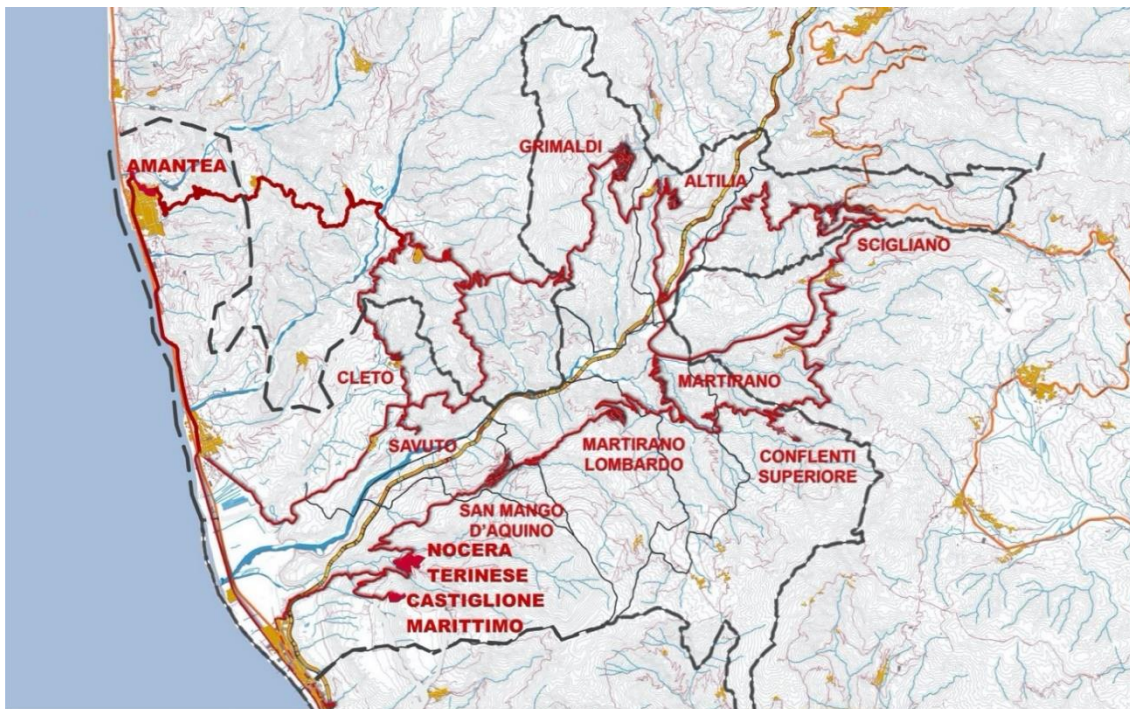 GRIMALDI
AMANTEA
ALTILIA
SCIGLIANO
CLETO
MARTIRANO
SAVUTO
MARTIRANO
LOMBARDO
CONFLENTI
SUPERIORE
SAN MANGO
D'AQUINO
NOCERA
TERINESE
CASTIGLIONE
MARITTIMO